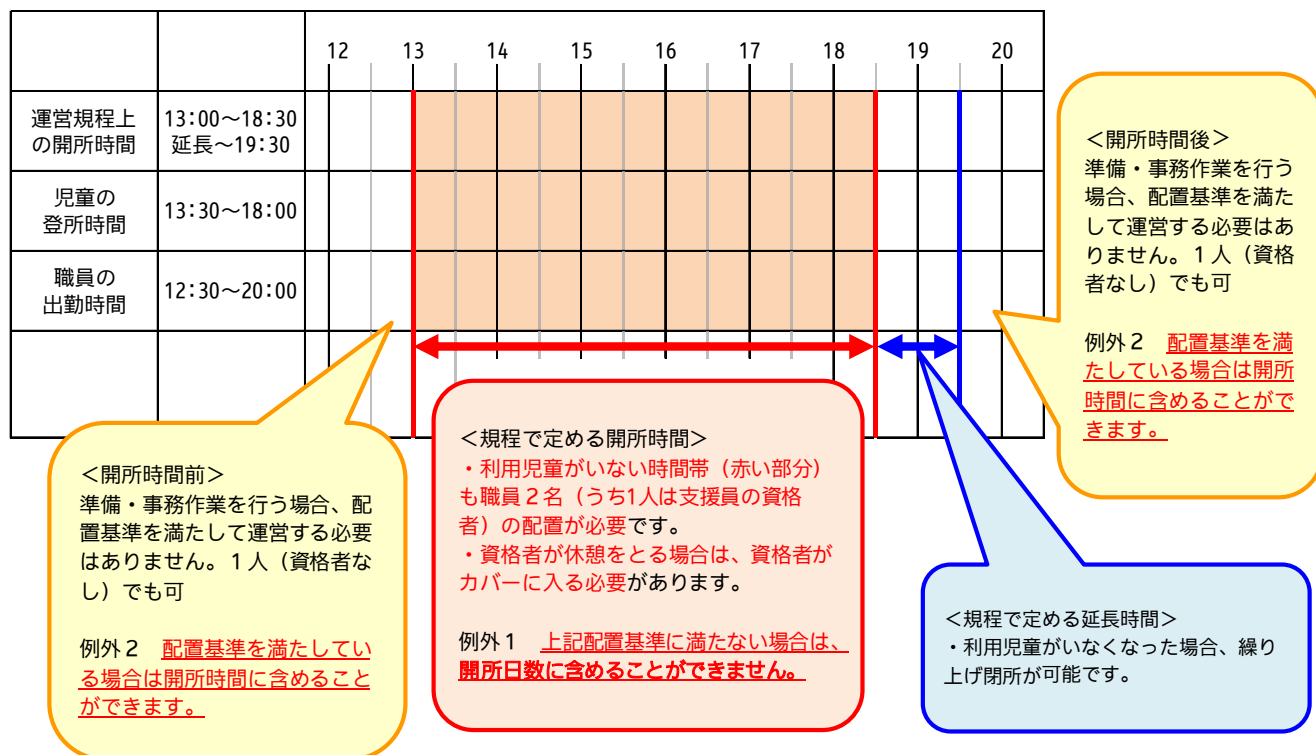 12 13 14 15 16 17 18 19 20
運営規程上
の開所時間
13:00～18:30
延長～19:30
児童の
登所時間
13:30～18:00
職員の
出勤時間
12:30～20:00
＜開所時間後＞
準備・事務作業を行う
場合、配置基準を満た
して運営する必要はあ
りません。１人（資格
者なし）でも可
例外２　配置基準を満
たしている場合は開所
時間に含めることがで
きます。
＜開所時間前＞
準備・事務作業を行う場合、配
置基準を満たして運営する必要
はありません。１人（資格者な
し）でも可
例外２　配置基準を満たしてい
る場合は開所時間に含めること
ができます。
＜規程で定める開所時間＞
・利用児童がいない時間帯（赤い部分）
も職員２名（うち1人は支援員の資格
者）の配置が必要です。
・資格者が休憩をとる場合は、資格者が
カバーに入る必要があります。
例外１　上記配置基準に満たない場合は、
開所日数に含めることができません。
＜規程で定める延長時間＞
・利用児童がいなくなった場合、繰り
上げ閉所が可能です。